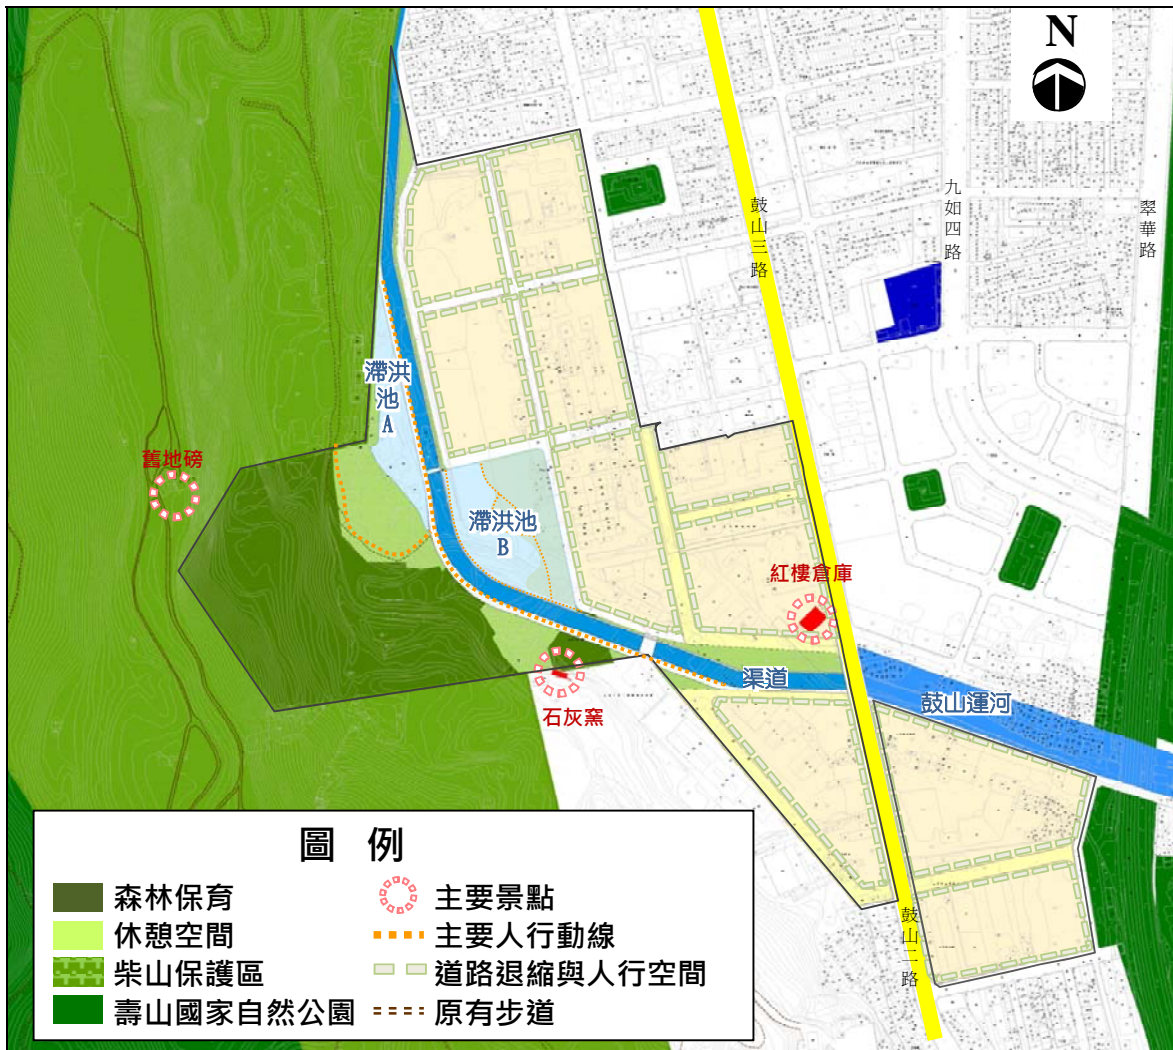 N
鼓山三路
九如四路
翠華路
滯洪
池
A
舊地磅
滯洪池
B
紅樓倉庫
渠道
鼓山運河
石灰窯
鼓山二路
圖 例
森林保育
休憩空間
柴山保護區
壽山國家自然公園
主要景點
主要人行動線
道路退縮與人行空間
原有步道